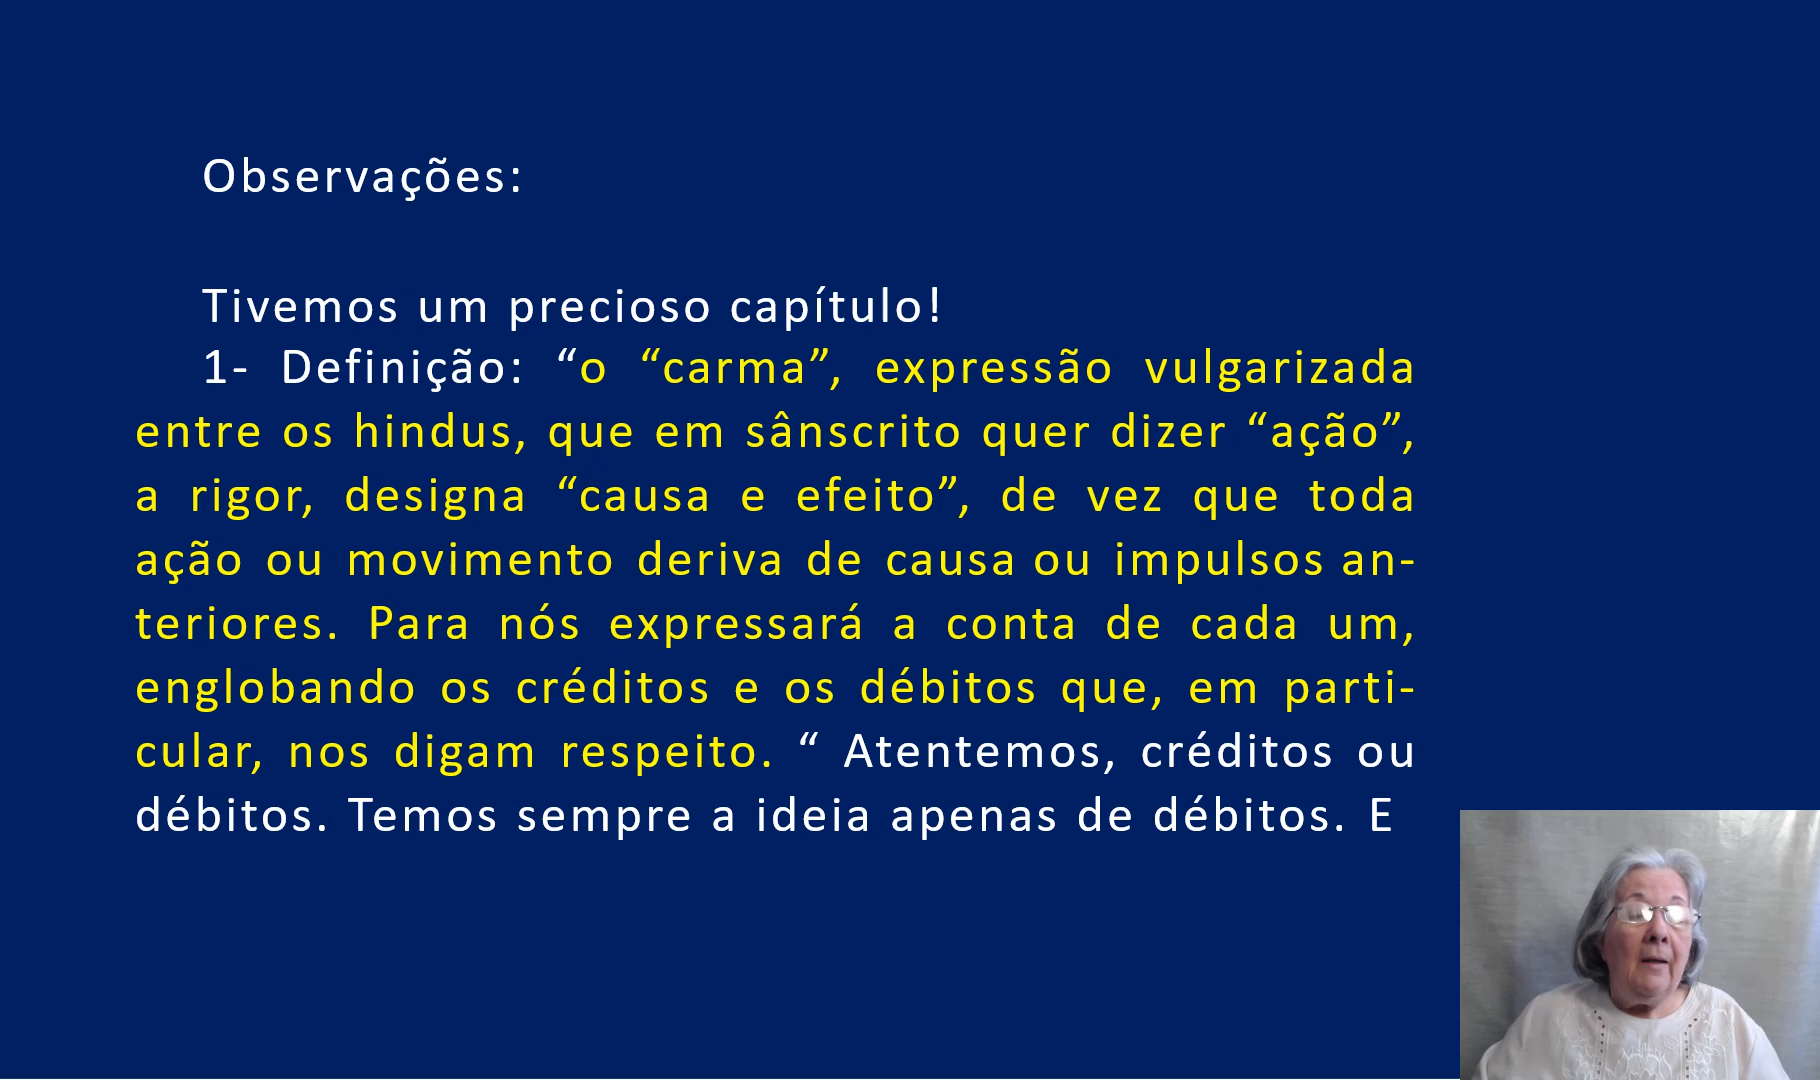 Observações:
Tivemos um precioso capítulo!
1- Definição: “o “carma”, expressão vulgarizada
entre os hindus, que em sânscrito quer dizer “ação”,
a rigor, designa “causa e efeito”, de vez que toda
ação ou movimento deriva de causa ou impulsos an-
teriores. Para nós expressará a conta de cada um,
englobando os créditos e os débitos que, em parti-
cular, nos digam respeito. “ Atentemos, créditos ou
débitos. Temos sempre a ideia apenas de débitos. E